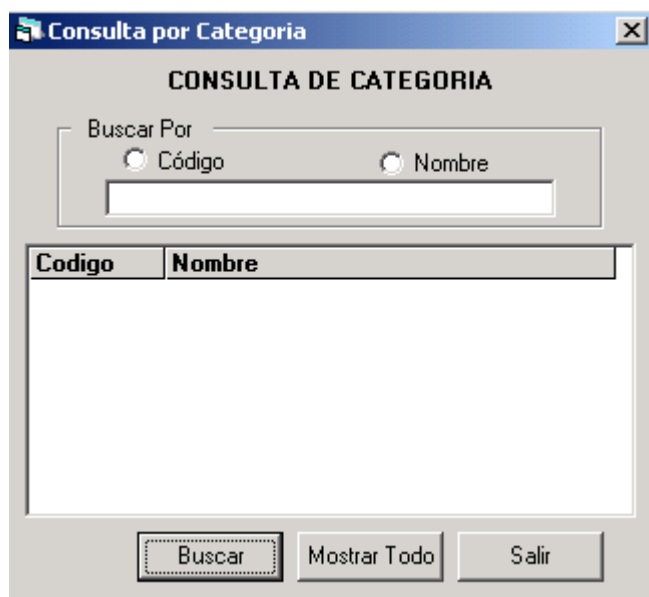 Consulta por Categoria
CONSULTA DE CATEGORIA
Buscar Por
Código Nombre
Codigo Nombre
Buscar Mostrar Todo Salir